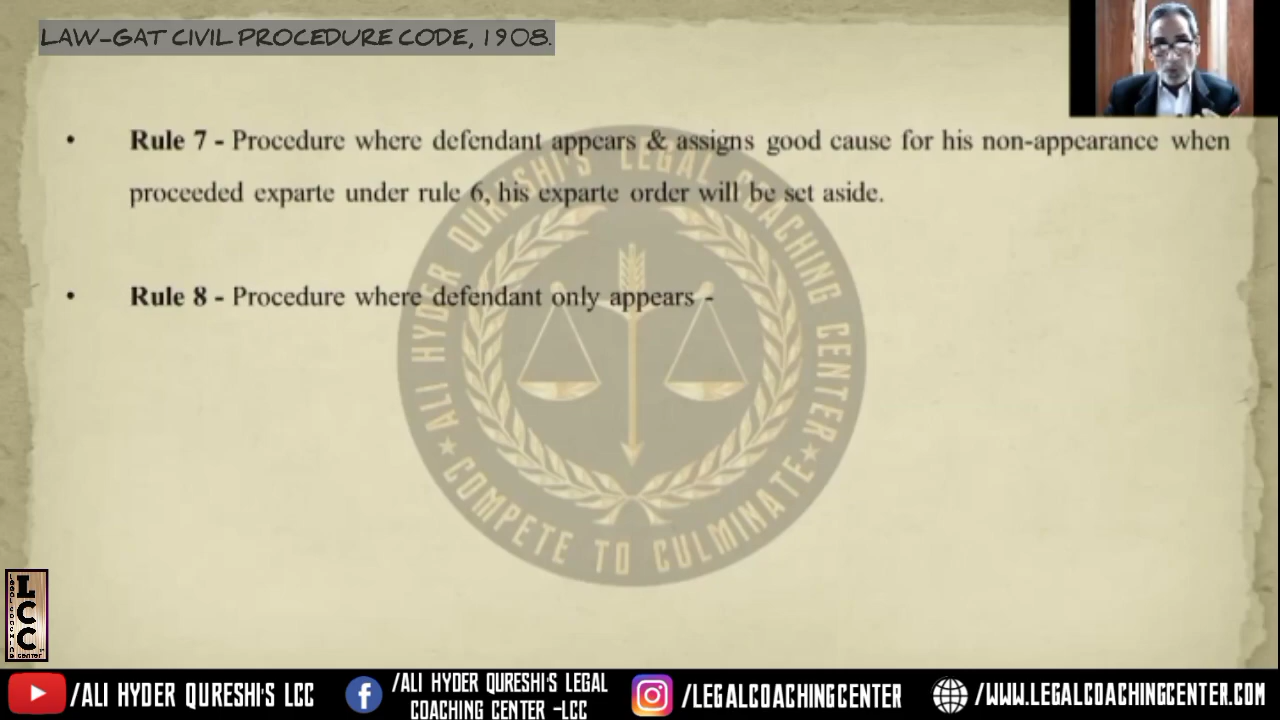 LAW-GAT CIVIL PROCEDURE CODE, 1908.
• Rule 7 - Procedure where defendant appears & assigns good cause for his non-appearance when
proceeded exparte under rule 6, his exparte order will be set aside.
• Rule 8 - Procedure where defendant only appears -
ALI HYDER QURESHI'S LEGAL COACHING CENTER
★ COMPETE TO CULMINATE ★
LCC
LEGAL COACHING CENTER
/ALI HYDER QURESHI'S LCC
/ALI HYDER QURESHI'S LEGAL
COACHING CENTER -LCC
/LEGALCOACHINGCENTER
/WWW.LEGALCOACHINGCENTER.COM